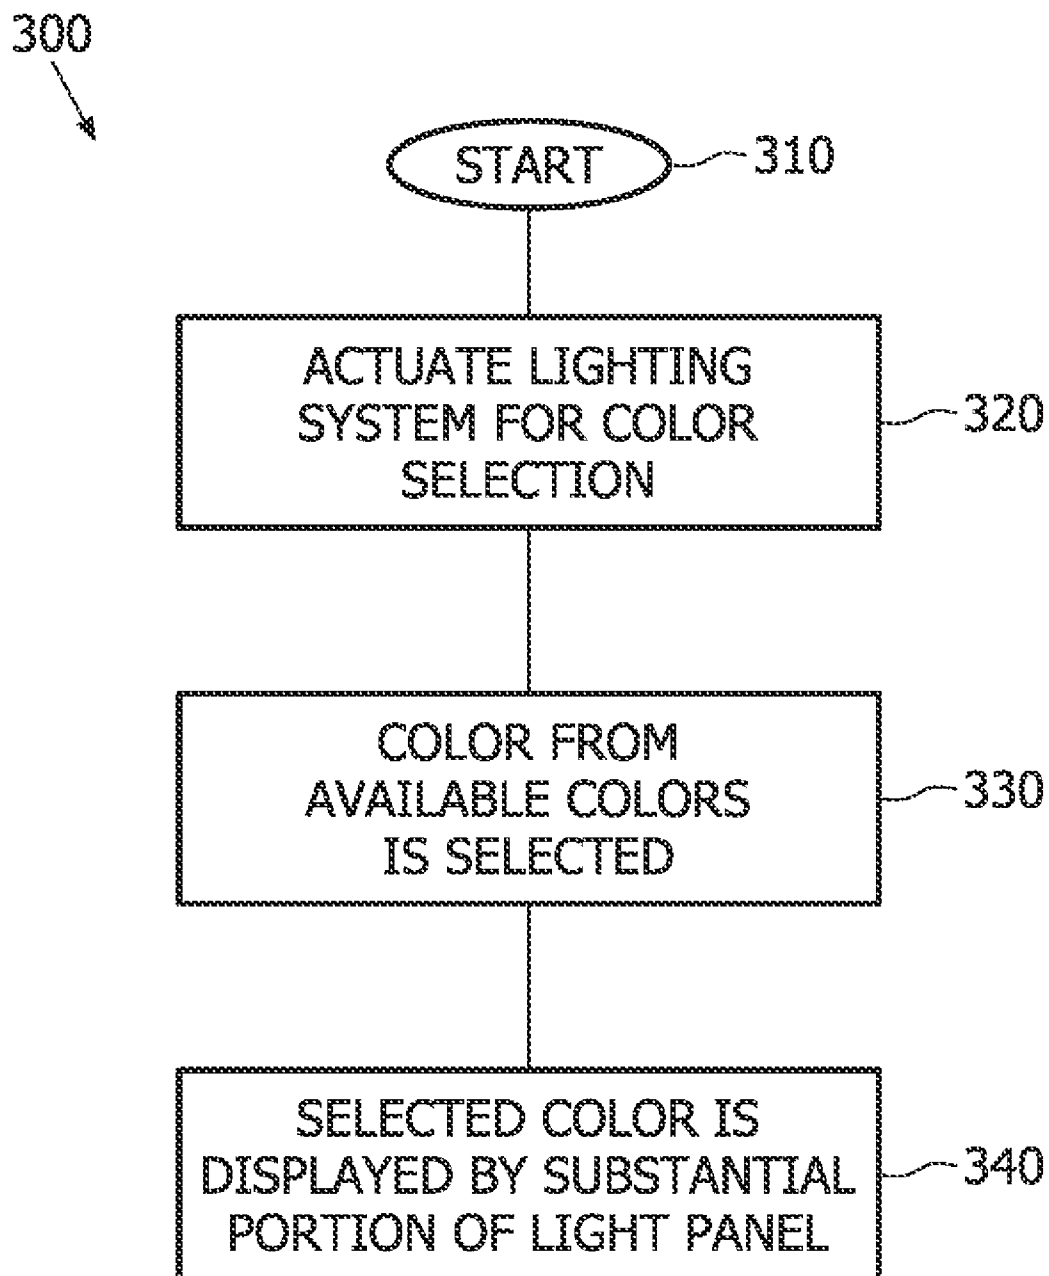 300
START
310
ACTUATE LIGHTING
SYSTEM FOR COLOR
SELECTION
320
COLOR FROM
AVAILABLE COLORS
IS SELECTED
330
SELECTED COLOR IS
DISPLAYED BY SUBSTANTIAL
PORTION OF LIGHT PANEL
340